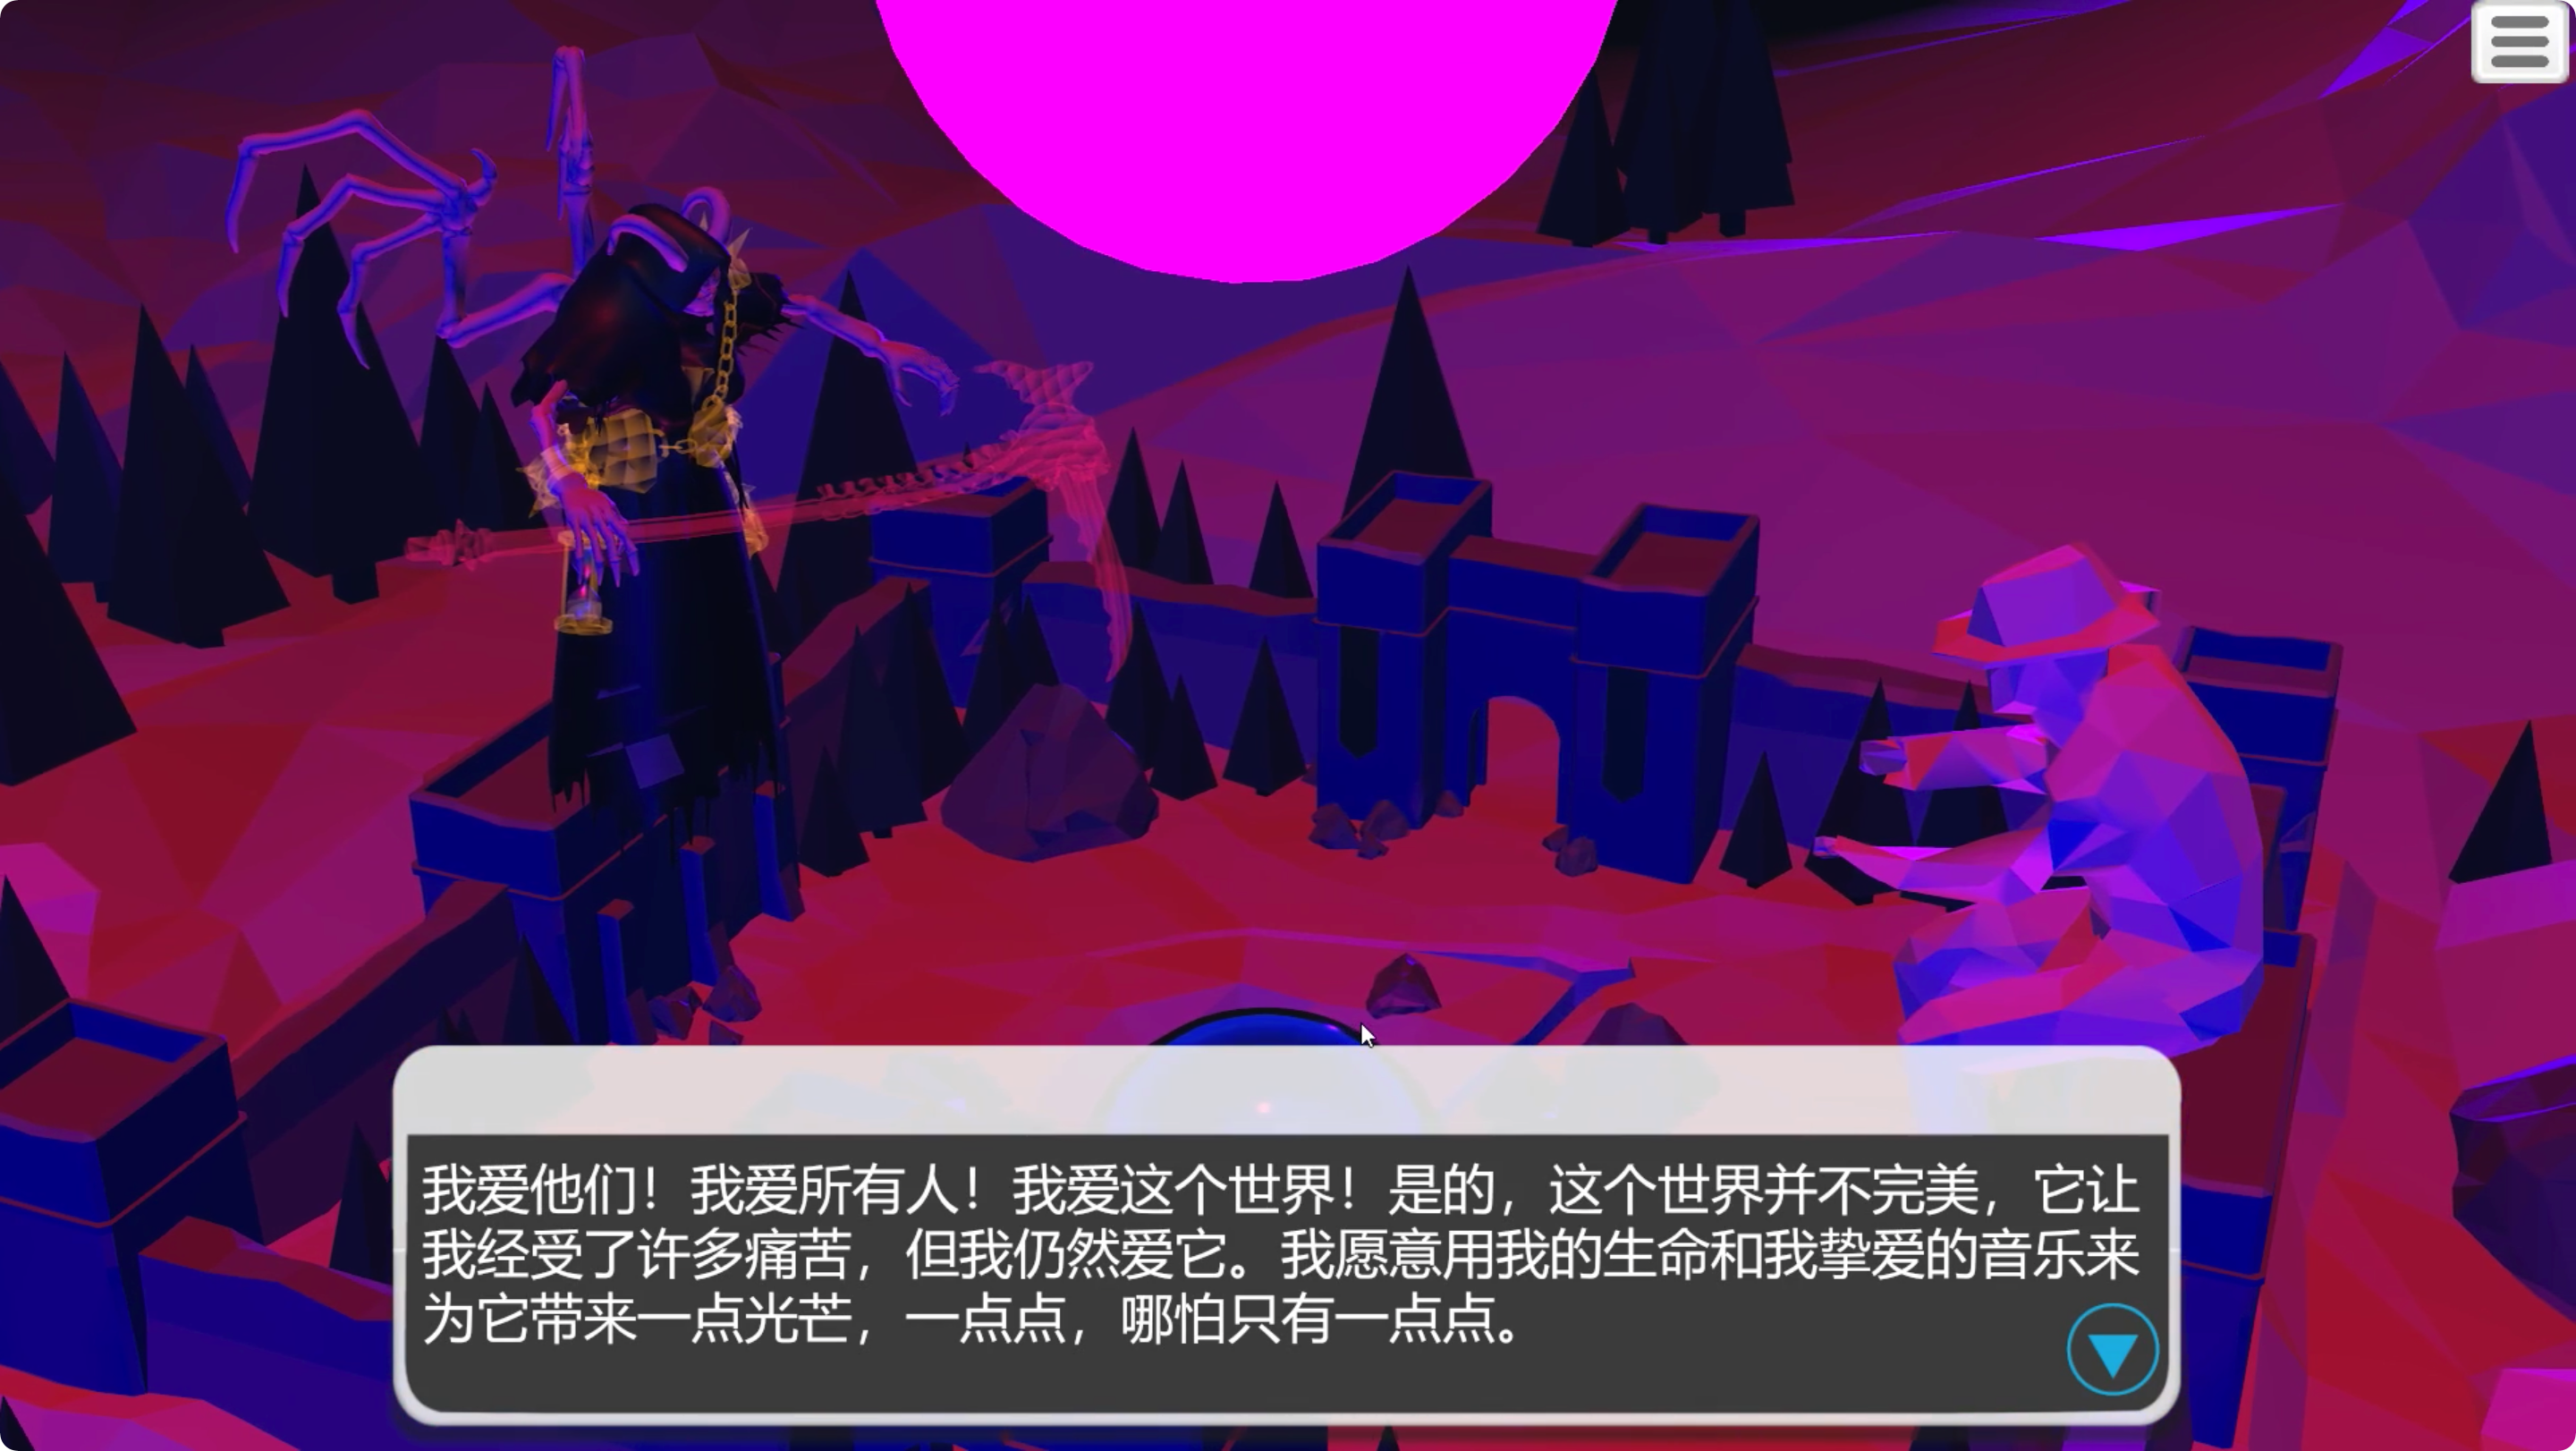 我爱他们！我爱所有人！我爱这个世界！是的，这个世界并不完美，它让
我经受了许多痛苦，但我仍然爱它。我愿意用我的生命和我挚爱的音乐来
为它带来一点光芒，一点点，哪怕只有一点点。